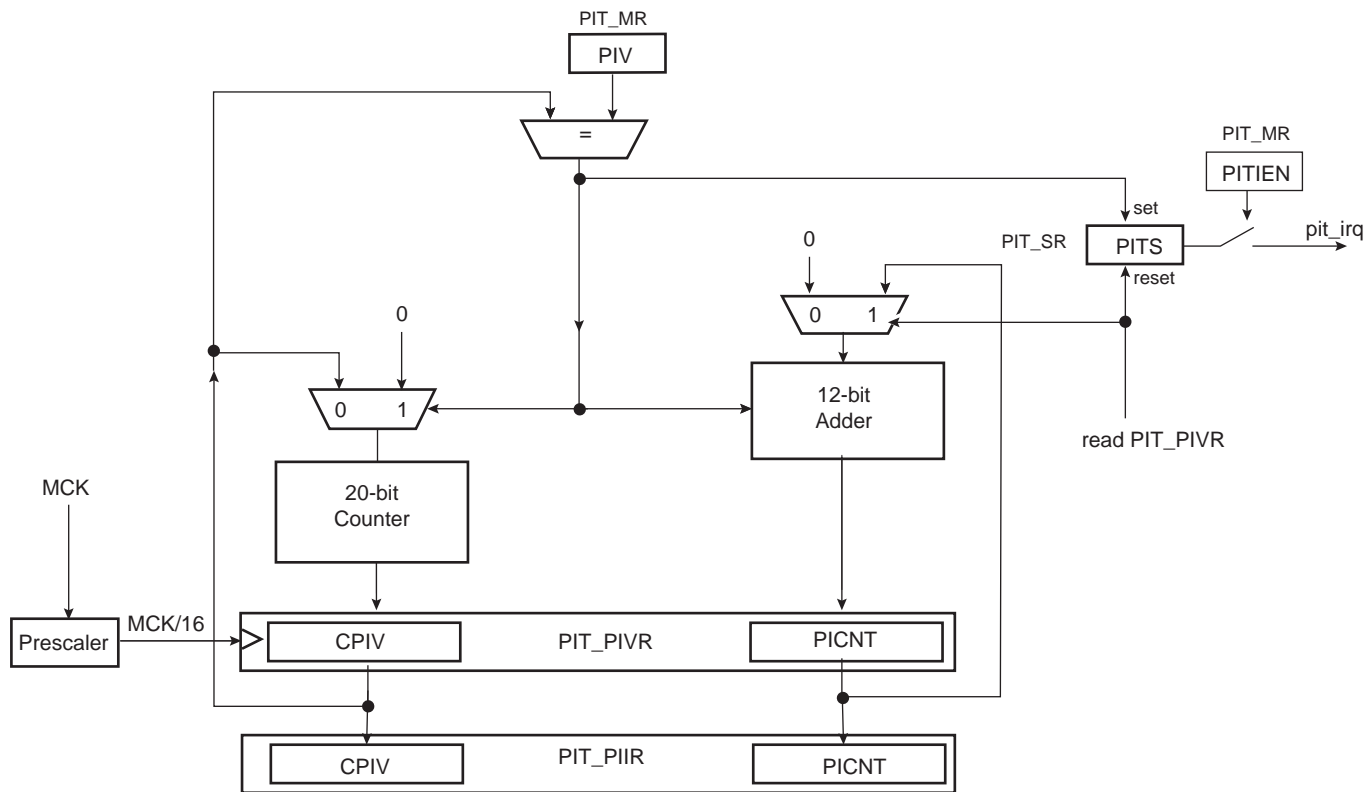 PIT_MR
PIV
=
PIT_MR
PITIEN
set
PIT_SR
PITS
pit_irq
reset
0
0 1
0
0 1
12-bit
Adder
read PIT_PIVR
20-bit
Counter
MCK
MCK/16
Prescaler
CPIV
PIT_PIVR
PICNT
CPIV
PIT_PIIR
PICNT